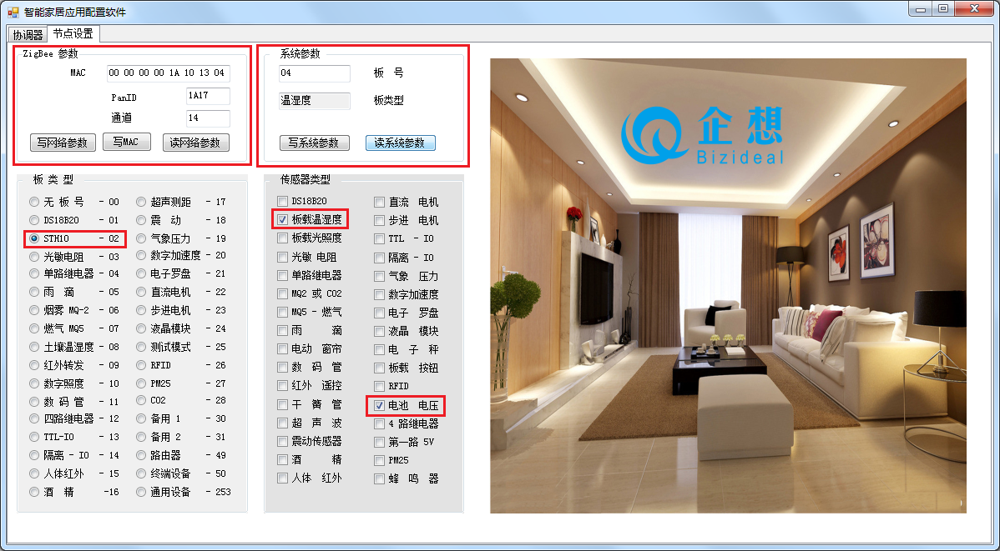 智能家居应用配置软件
协调器 节点设置
ZigBee 参数
MAC 00 00 00 00 1A 10 13 04
PanID 1A17
通道 14
写网络参数 写MAC 读网络参数
系统参数
04 板 号
温湿度 板类型
写系统参数 读系统参数
板 类 型
无 板 号 - 00
DS18B20 - 01
STH10 - 02
光敏电阻 - 03
单路继电器 - 04
雨 滴 - 05
烟雾 MQ-2 - 06
燃气 MQ5 - 07
土壤温湿度 - 08
红外转发 - 09
数字照度 - 10
数 码 管 - 11
四路继电器 - 12
TTL-IO - 13
隔离 - IO - 14
人体红外 - 15
酒 精 -16
超声测距 - 17
震 动 - 18
气象压力 - 19
数字加速度 - 20
电子罗盘 - 21
直流电机 - 22
步进电机 - 23
液晶模块 - 24
测试模式 - 25
RFID - 26
PM25 - 27
CO2 - 28
备用 1 - 30
备用 2 - 31
路由器 - 49
终端设备 - 50
通用设备 - 253
传感器类型
DS18B20
板载温湿度
板载光照度
光敏 电阻
单路继电器
MQ2 或 CO2
MQ5 - 燃气
雨 滴
电动 窗帘
数 码 管
红外 遥控
干 簧 管
超 声 波
震动传感器
酒 精
人体 红外
直流 电机
步进 电机
TTL - IO
隔离 - IO
气象 压力
数字加速度
电子 罗盘
液晶 模块
电 子 秤
板载 按钮
RFID
电池 电压
4 路继电器
第一路 5V
PM25
蜂 鸣 器
企想
Bizideal